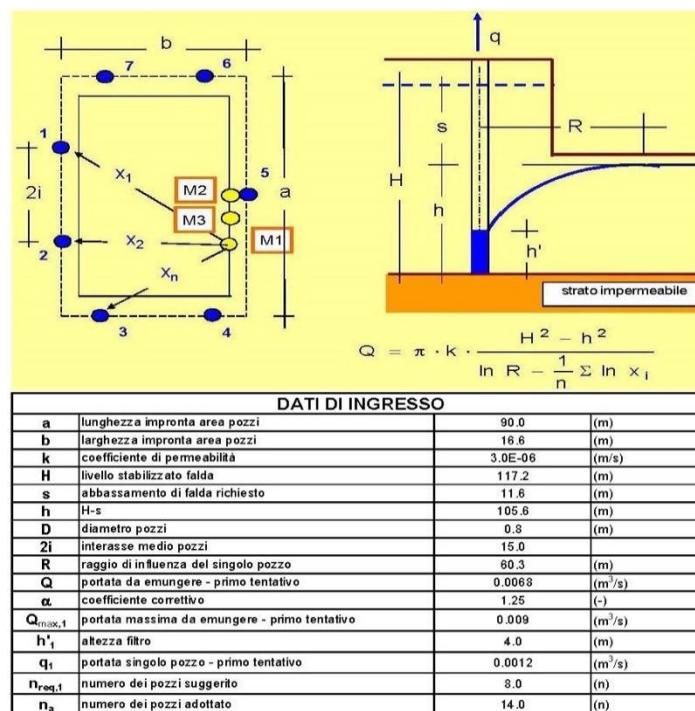 b
q
7
6
1
s
R
5
M2
x1
2i
a
H
M3
x2
M1
h
2
xn
h'
3
4
strato impermeabile
Q = π · k · (H² – h²) / (ln R – 1/n Σ ln xi)
DATI DI INGRESSO
a lunghezza impronta area pozzi 90.0 (m)
b larghezza impronta area pozzi 16.6 (m)
k coefficiente di permeabilità 3.0E-06 (m/s)
H livello stabilizzato falda 117.2 (m)
s abbassamento di falda richiesto 11.6 (m)
h H-s 105.6 (m)
D diametro pozzi 0.8 (m)
2i interasse medio pozzi 15.0
R raggio di influenza del singolo pozzo 60.3 (m)
Q portata da emungere - primo tentativo 0.0068 (m³/s)
α coefficiente correttivo 1.25 (-)
Qmax,1 portata massima da emungere - primo tentativo 0.009 (m³/s)
h'1 altezza filtro 4.0 (m)
q1 portata singolo pozzo - primo tentativo 0.0012 (m³/s)
nreq,1 numero dei pozzi suggerito 8.0 (n)
na numero dei pozzi adottato 14.0 (n)